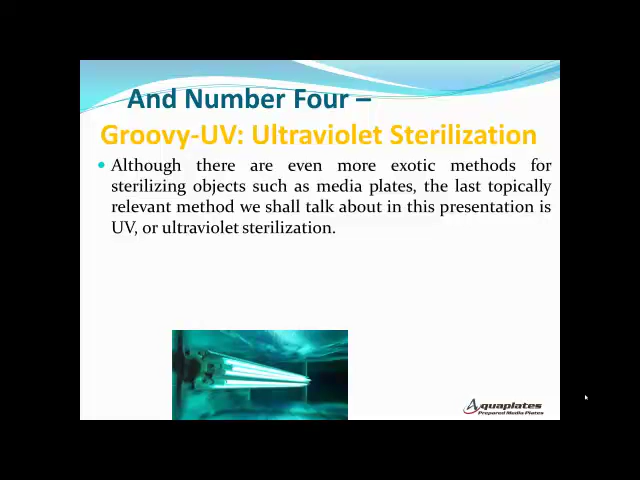 And Number Four –
Groovy-UV: Ultraviolet Sterilization
Although there are even more exotic methods for
sterilizing objects such as media plates, the last topically
relevant method we shall talk about in this presentation is
UV, or ultraviolet sterilization.
Aquaplates
Prepared Media Plates